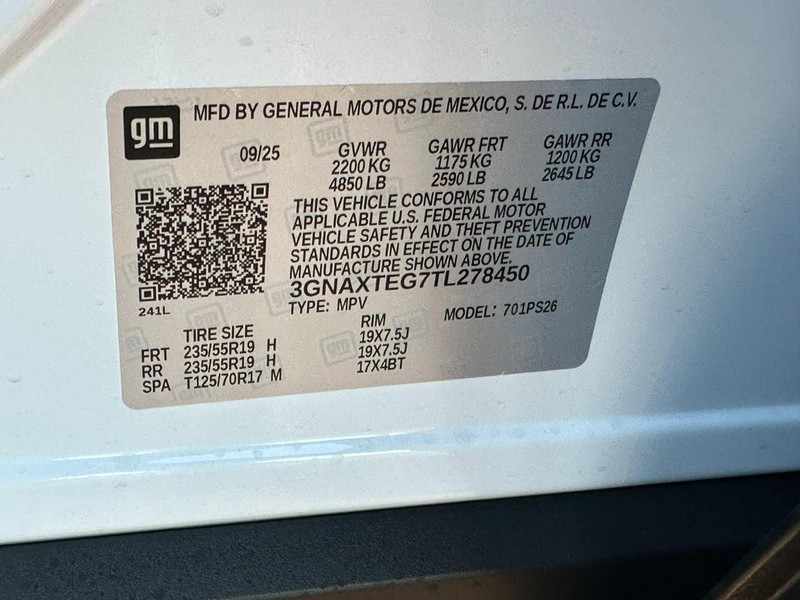 gm
MFD BY GENERAL MOTORS DE MEXICO, S. DE R.L. DE C.V.
09/25
GVWR GAWR FRT GAWR RR
2200 KG 1175 KG 1200 KG
4850 LB 2590 LB 2645 LB
THIS VEHICLE CONFORMS TO ALL
APPLICABLE U.S. FEDERAL MOTOR
VEHICLE SAFETY AND THEFT PREVENTION
STANDARDS IN EFFECT ON THE DATE OF
MANUFACTURE SHOWN ABOVE.
3GNAXTEG7TL278450
TYPE: MPV MODEL: 701PS26
241L
TIRE SIZE RIM
FRT 235/55R19 H 19X7.5J
RR 235/55R19 H 19X7.5J
SPA T125/70R17 M 17X4BT